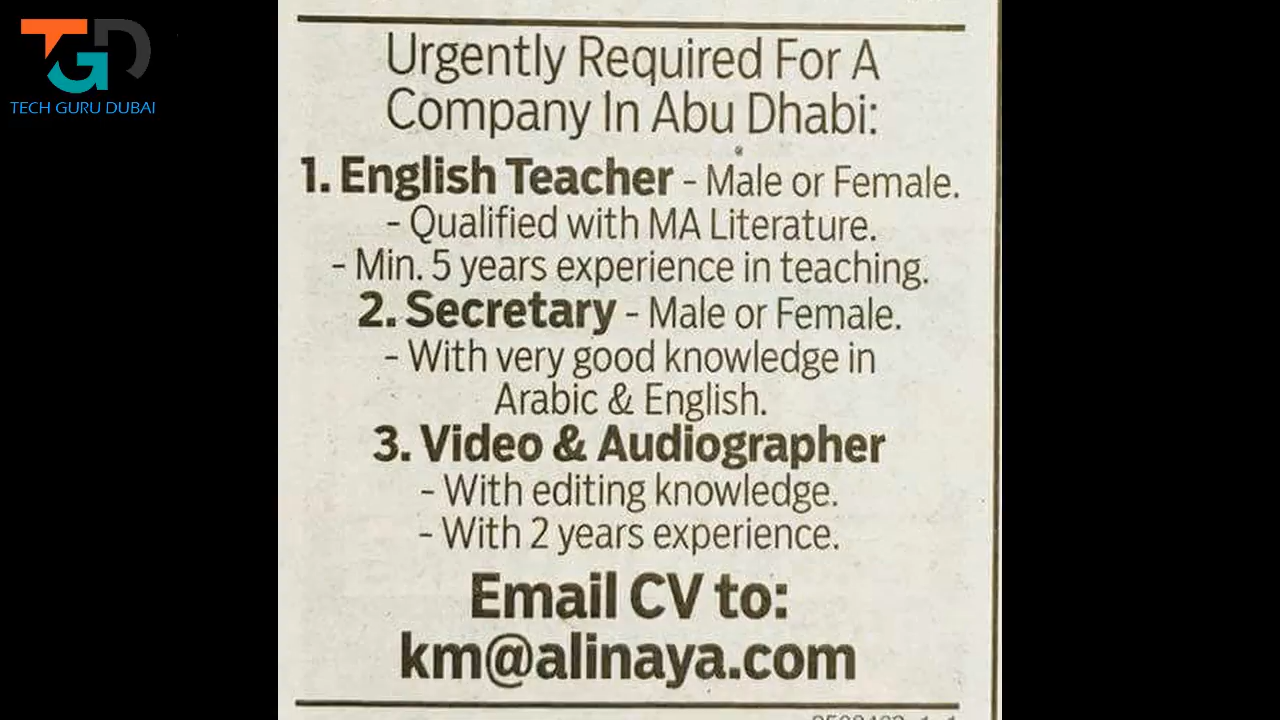 TGD
TECH GURU DUBAI
Urgently Required For A
Company In Abu Dhabi:
1. English Teacher - Male or Female.
- Qualified with MA Literature.
- Min. 5 years experience in teaching.
2. Secretary - Male or Female.
- With very good knowledge in
Arabic & English.
3. Video & Audiographer
- With editing knowledge.
- With 2 years experience.
Email CV to:
km@alinaya.com